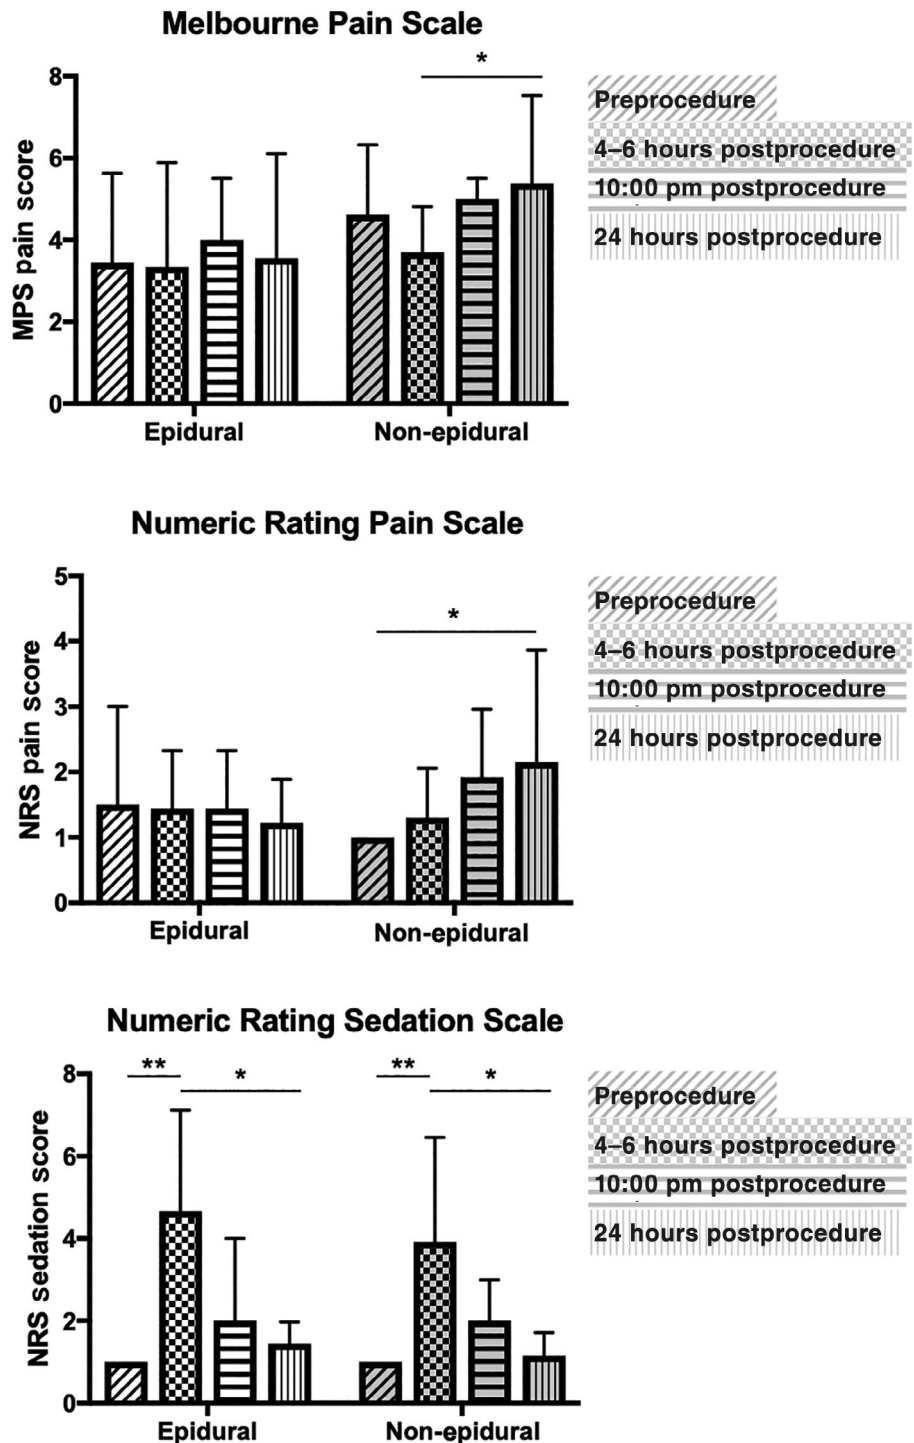 Melbourne Pain Scale
*
8
6
4
2
0
MPS pain score
Epidural
Non-epidural
Preprocedure
4–6 hours postprocedure
10:00 pm postprocedure
24 hours postprocedure
Numeric Rating Pain Scale
*
5
4
3
2
1
0
NRS pain score
Epidural
Non-epidural
Preprocedure
4–6 hours postprocedure
10:00 pm postprocedure
24 hours postprocedure
Numeric Rating Sedation Scale
** * ** *
8
6
4
2
0
NRS sedation score
Epidural
Non-epidural
Preprocedure
4–6 hours postprocedure
10:00 pm postprocedure
24 hours postprocedure